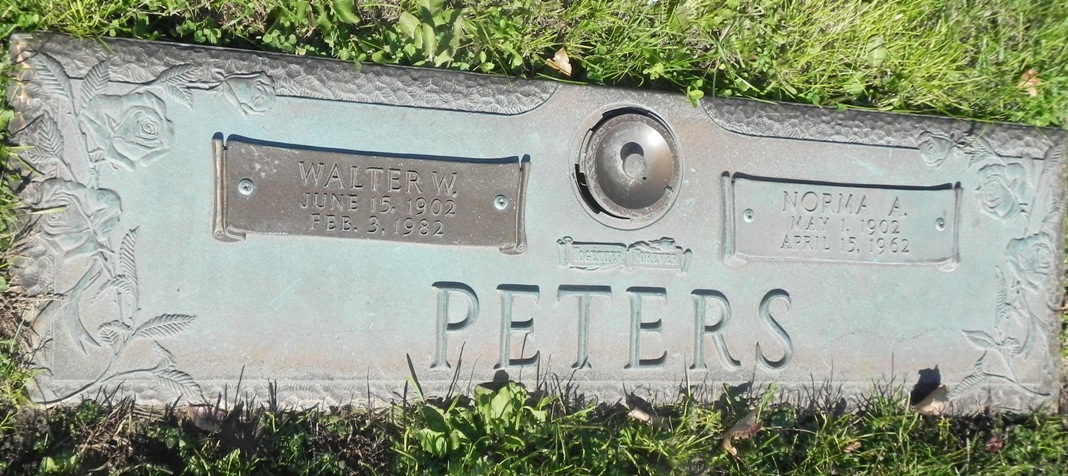 WALTER W.
JUNE 15, 1902
FEB. 3, 1982
NORMA A.
MAY 1, 1902
APRIL 15, 1962
TOGETHER FOREVER
PETERS